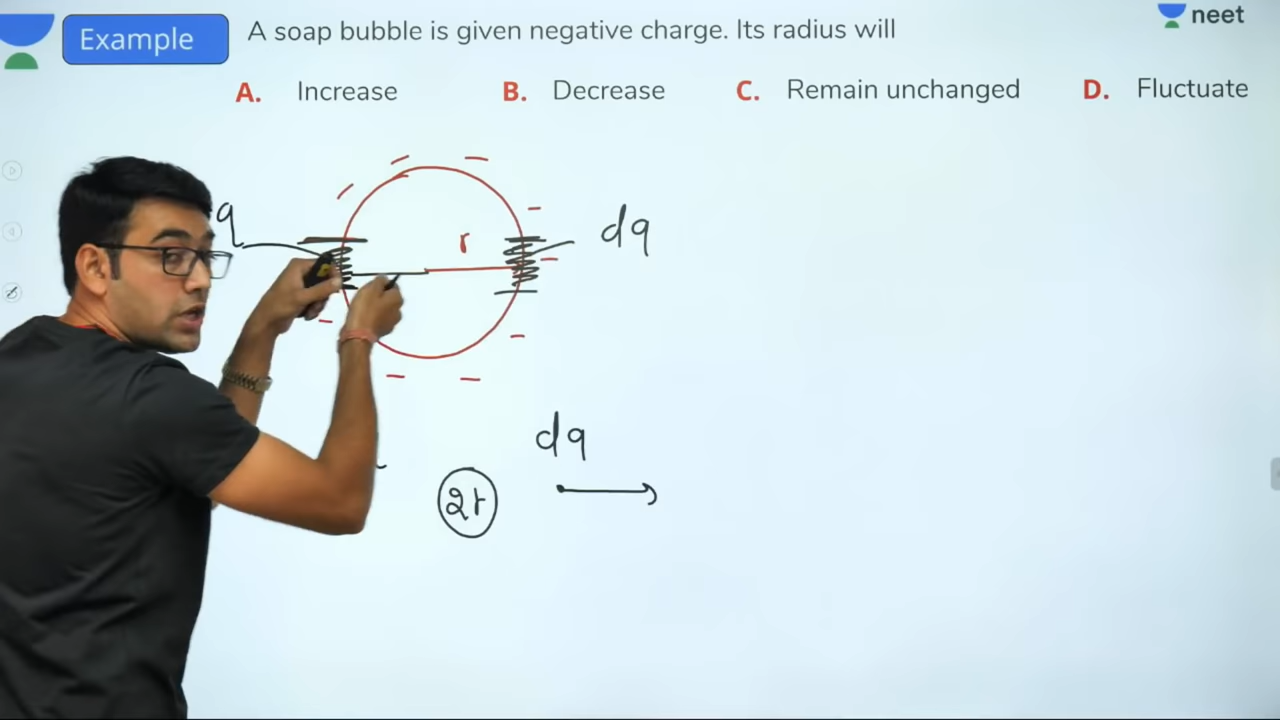 neet
Example
A soap bubble is given negative charge. Its radius will
A. Increase B. Decrease C. Remain unchanged D. Fluctuate
q
r
dq
dq
2r